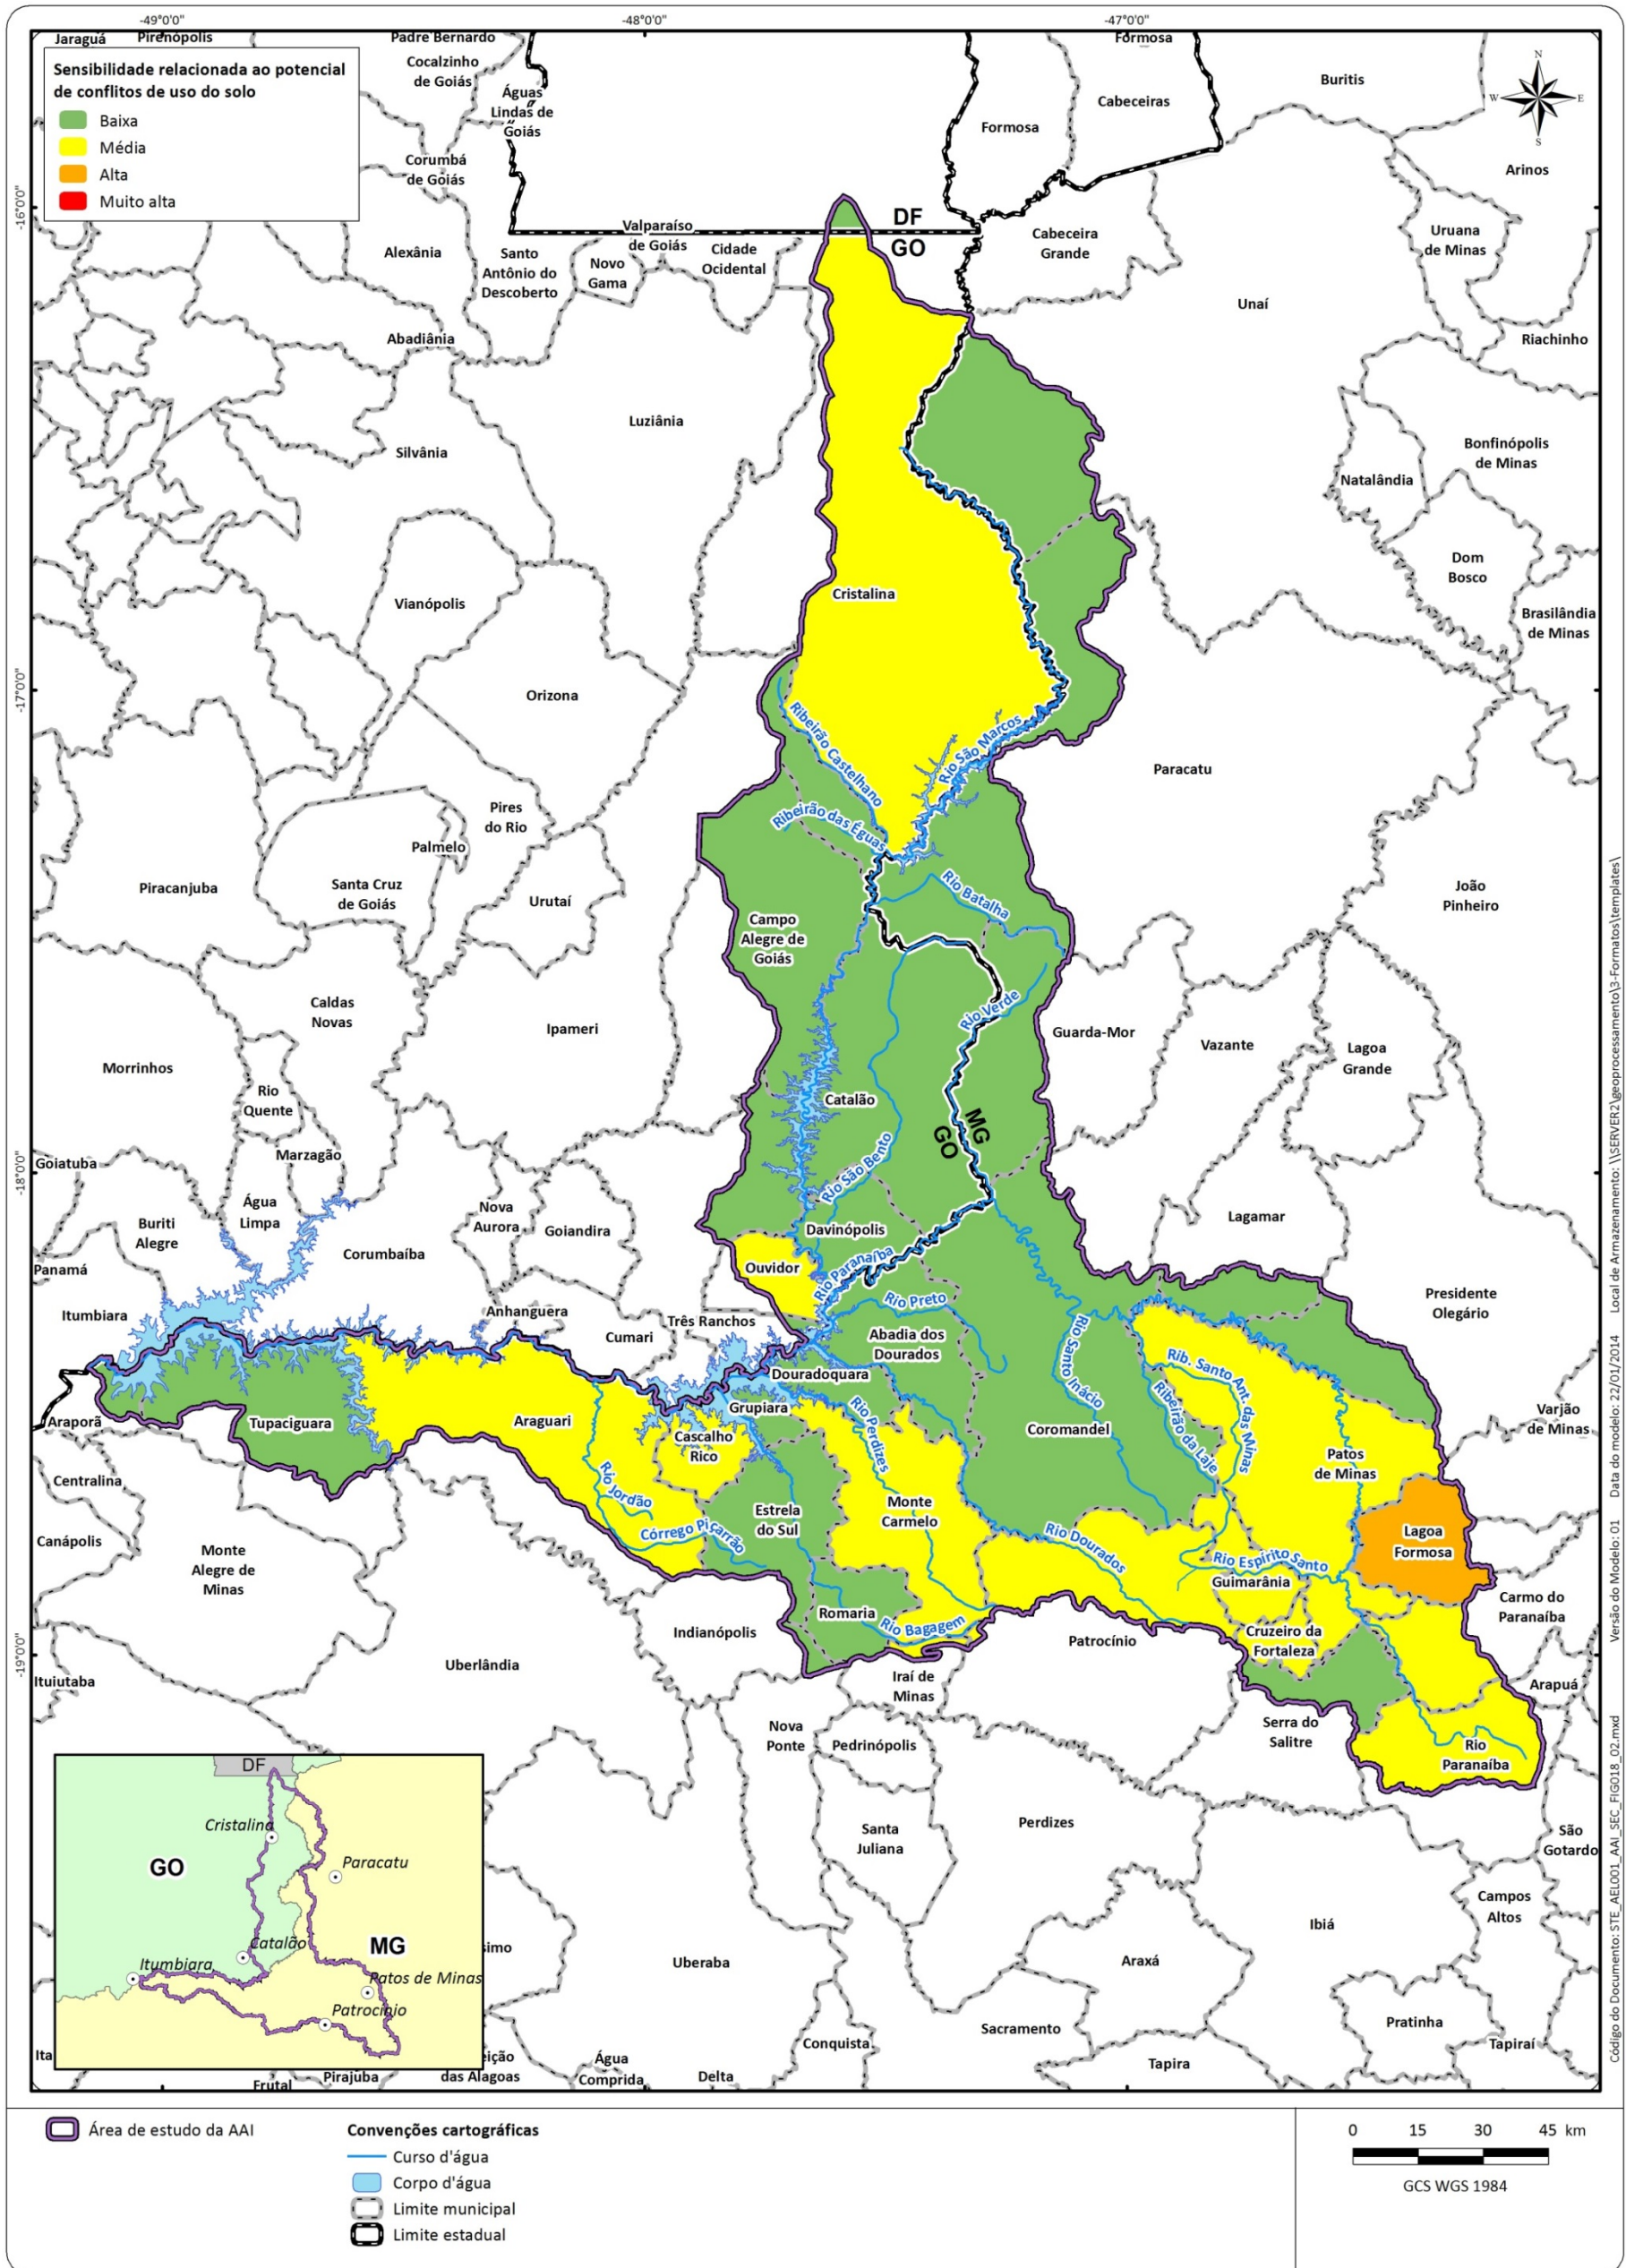 -49°0'0"
-48°0'0"
-47°0'0"
Jaraguá
Pirenópolis
Padre Bernardo
Formosa
Sensibilidade relacionada ao potencial
de conflitos de uso do solo
Baixa
Média
Alta
Muito alta
Cocalzinho
de Goiás
Águas
Lindas de
Goiás
Corumbá
de Goiás
Formosa
Cabeceiras
Buritis
N
W
E
S
Arinos
-16°0'0"
Alexânia
Santo
Antônio do
Descoberto
Valparaíso
de Goiás
Novo
Gama
Cidade
Ocidental
DF
GO
Cabeceira
Grande
Uruana
de Minas
Unaí
Riachinho
Abadiânia
Luziânia
Silvânia
Bonfinópolis
de Minas
Natalândia
Dom
Bosco
Brasilândia
de Minas
Vianópolis
Cristalina
-17°0'0"
Orizona
Ribeirão Castelhano
Rio São Marcos
Paracatu
Pires
do Rio
Ribeirão das Éguas
Palmelo
Piracanjuba
Santa Cruz
de Goiás
Urutaí
Rio Batalha
João
Pinheiro
Campo
Alegre de
Goiás
Caldas
Novas
Ipameri
Rio Verde
Guarda-Mor
Vazante
Lagoa
Grande
Morrinhos
Rio
Quente
Catalão
MG
GO
-18°0'0"
Goiatuba
Marzagão
Rio São Bento
Água
Limpa
Buriti
Alegre
Nova
Aurora
Goiandira
Corumbaíba
Davinópolis
Lagamar
Panamá
Ouvidor
Rio Paranaíba
Itumbiara
Anhanguera
Cumari
Três Ranchos
Rio Preto
Abadia dos
Dourados
Presidente
Olegário
Rio Santo Inácio
Rib. Santo Ant. das Minas
Ribeirão da Laje
Douradoquara
Grupiara
Araporã
Tupaciguara
Araguari
Cascalho
Rico
Rio Perdizes
Coromandel
Varjão
de Minas
Patos
de Minas
Centralina
Rio Jordão
Estrela
do Sul
Monte
Carmelo
Canápolis
Monte
Alegre de
Minas
Córrego Piçarrão
Rio Dourados
Rio Espírito Santo
Lagoa
Formosa
Guimarânia
Carmo do
Paranaíba
Romaria
Rio Bagagem
Indianópolis
Patrocínio
Cruzeiro da
Fortaleza
-19°0'0"
Ituiutaba
Uberlândia
Iraí de
Minas
Arapuá
Nova
Ponte
Pedrinópolis
Serra do
Salitre
Rio
Paranaíba
DF
Cristalina
GO
Paracatu
Catalão
MG
Itumbiara
Patos de Minas
Patrocínio
Santa
Juliana
Perdizes
São
Gotardo
Campos
Altos
Ibiá
simo
Uberaba
Araxá
Sacramento
Pratinha
Tapiraí
Conquista
Tapira
Ita
Frutal
Pirajuba
eição
das Alagoas
Água
Comprida
Delta
Código do Documento: STE_AEL001_AAI_SEC_FIG018_02.mxd Versão do Modelo: 01 Data do modelo: 22/01/2014 Local de Armazenamento: \\SERVER2\geoprocessamento\3-Formatos\templates\
Área de estudo da AAI
Convenções cartográficas
Curso d'água
Corpo d'água
Limite municipal
Limite estadual
0 15 30 45 km
GCS WGS 1984